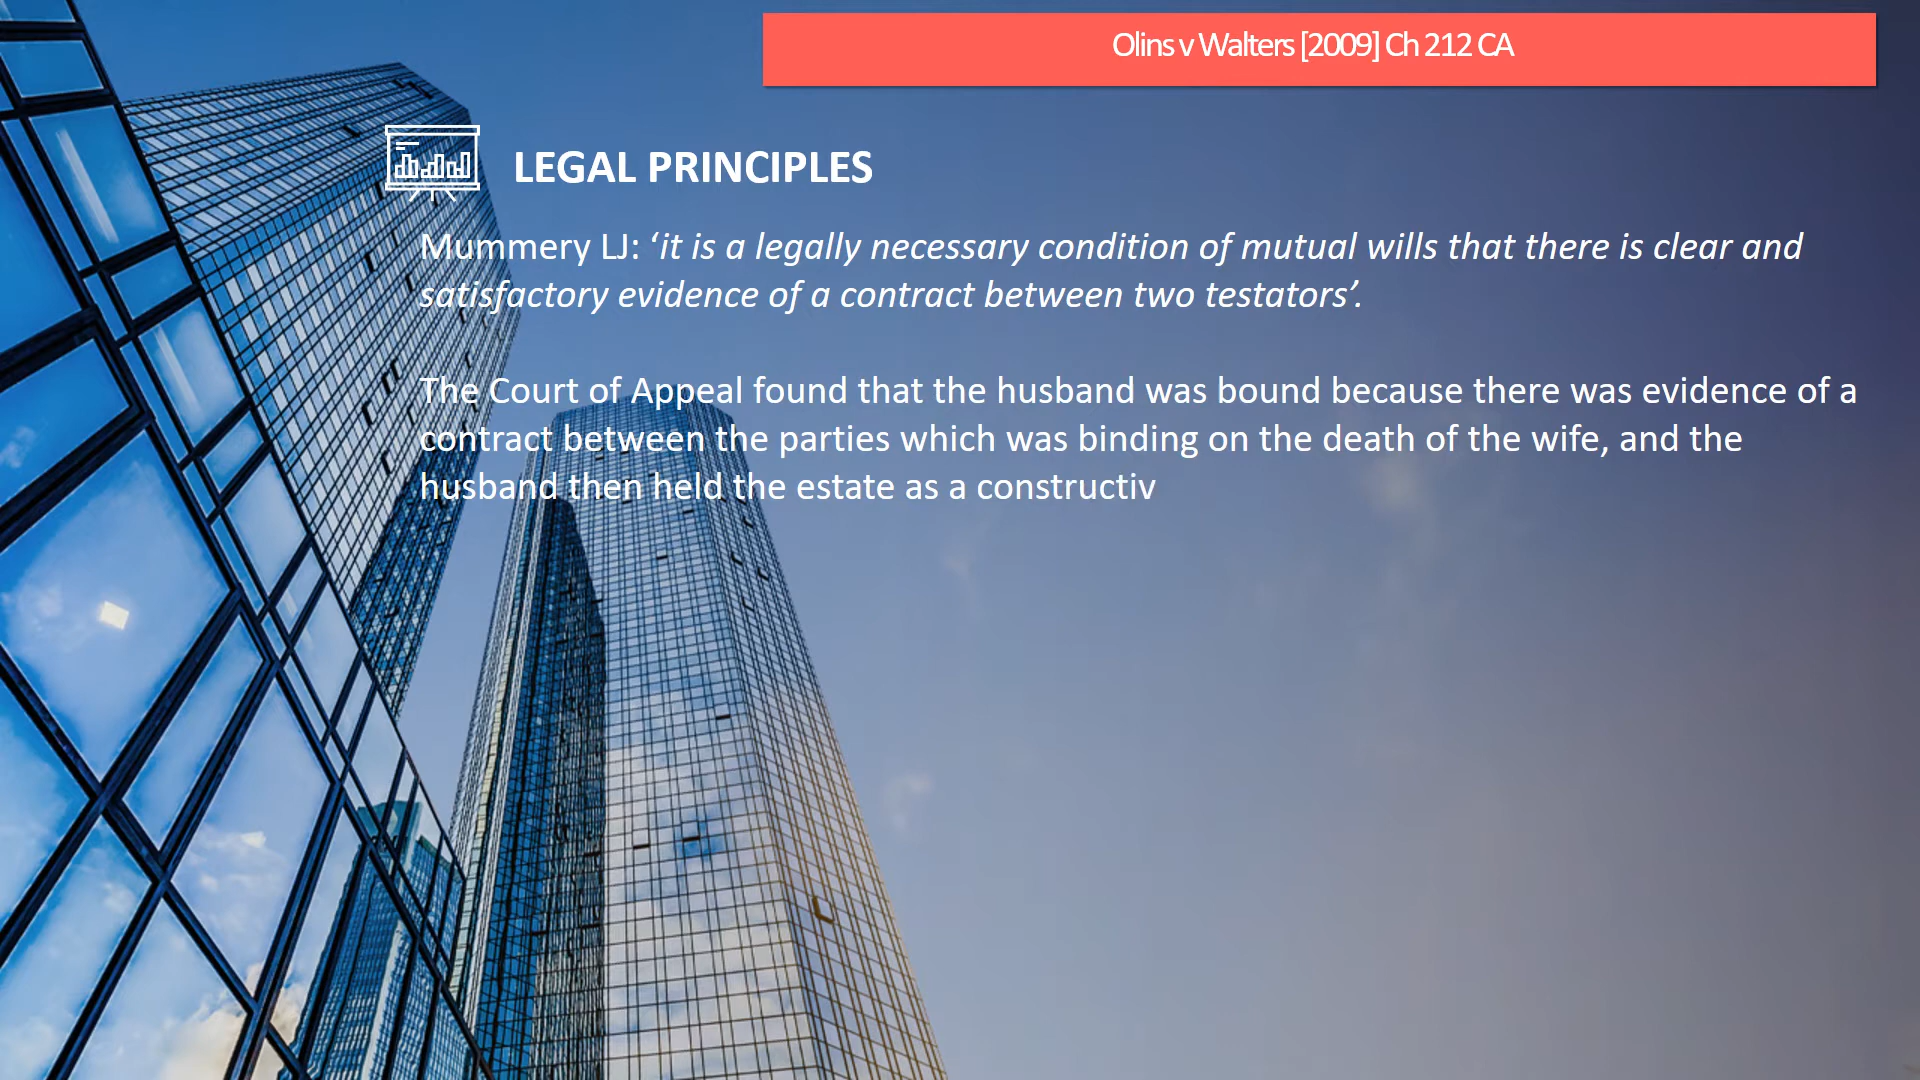 Olins v Walters [2009] Ch 212 CA
LEGAL PRINCIPLES
Mummery LJ: ‘it is a legally necessary condition of mutual wills that there is clear and
satisfactory evidence of a contract between two testators’.
The Court of Appeal found that the husband was bound because there was evidence of a
contract between the parties which was binding on the death of the wife, and the
husband then held the estate as a constructiv